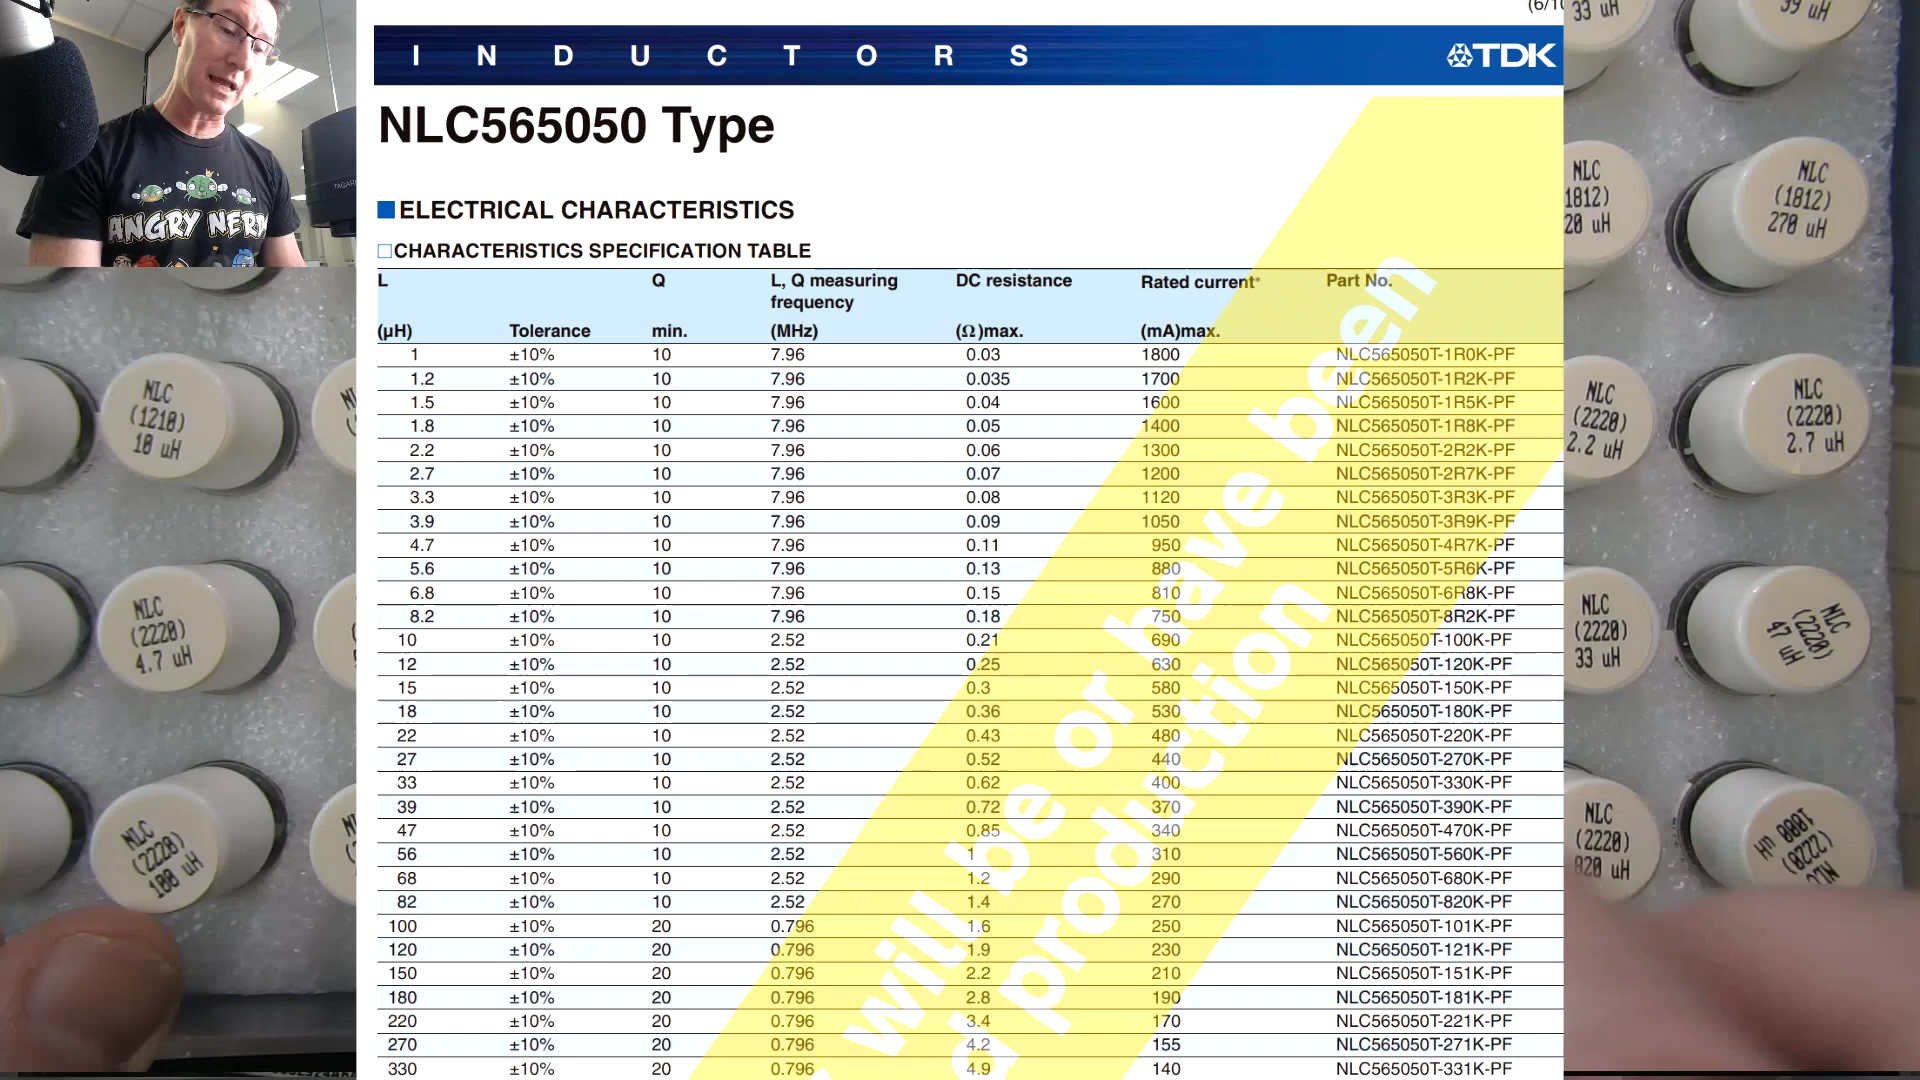 (6/10
INDUCTORS
TDK
NLC565050 Type
ELECTRICAL CHARACTERISTICS
CHARACTERISTICS SPECIFICATION TABLE
L Q L, Q measuring frequency DC resistance Rated current* Part No.
(μH) Tolerance min. (MHz) (Ω)max. (mA)max.
1 ±10% 10 7.96 0.03 1800 NLC565050T-1R0K-PF
1.2 ±10% 10 7.96 0.035 1700 NLC565050T-1R2K-PF
1.5 ±10% 10 7.96 0.04 1600 NLC565050T-1R5K-PF
1.8 ±10% 10 7.96 0.05 1400 NLC565050T-1R8K-PF
2.2 ±10% 10 7.96 0.06 1300 NLC565050T-2R2K-PF
2.7 ±10% 10 7.96 0.07 1200 NLC565050T-2R7K-PF
3.3 ±10% 10 7.96 0.08 1120 NLC565050T-3R3K-PF
3.9 ±10% 10 7.96 0.09 1050 NLC565050T-3R9K-PF
4.7 ±10% 10 7.96 0.11 950 NLC565050T-4R7K-PF
5.6 ±10% 10 7.96 0.13 880 NLC565050T-5R6K-PF
6.8 ±10% 10 7.96 0.15 810 NLC565050T-6R8K-PF
8.2 ±10% 10 7.96 0.18 750 NLC565050T-8R2K-PF
10 ±10% 10 2.52 0.21 690 NLC565050T-100K-PF
12 ±10% 10 2.52 0.25 630 NLC565050T-120K-PF
15 ±10% 10 2.52 0.3 580 NLC565050T-150K-PF
18 ±10% 10 2.52 0.36 530 NLC565050T-180K-PF
22 ±10% 10 2.52 0.43 480 NLC565050T-220K-PF
27 ±10% 10 2.52 0.52 440 NLC565050T-270K-PF
33 ±10% 10 2.52 0.62 400 NLC565050T-330K-PF
39 ±10% 10 2.52 0.72 370 NLC565050T-390K-PF
47 ±10% 10 2.52 0.85 340 NLC565050T-470K-PF
56 ±10% 10 2.52 1 310 NLC565050T-560K-PF
68 ±10% 10 2.52 1.2 290 NLC565050T-680K-PF
82 ±10% 10 2.52 1.4 270 NLC565050T-820K-PF
100 ±10% 20 0.796 1.6 250 NLC565050T-101K-PF
120 ±10% 20 0.796 1.9 230 NLC565050T-121K-PF
150 ±10% 20 0.796 2.2 210 NLC565050T-151K-PF
180 ±10% 20 0.796 2.8 190 NLC565050T-181K-PF
220 ±10% 20 0.796 3.4 170 NLC565050T-221K-PF
270 ±10% 20 0.796 4.2 155 NLC565050T-271K-PF
330 ±10% 20 0.796 4.9 140 NLC565050T-331K-PF
will be or have been
d production
ANGRY NERD
NLC
(1210)
10 uH
NLC
(2220)
4.7 uH
NLC
(2220)
100 uH
33 uH
39 uH
NLC
1812)
20 uH
NLC
(1812)
270 uH
NLC
(2220)
2.2 uH
NLC
(2220)
2.7 uH
NLC
(2220)
33 uH
NLC
(2220)
47 uH
NLC
(2220)
820 uH
NLC
(2220)
1000 uH